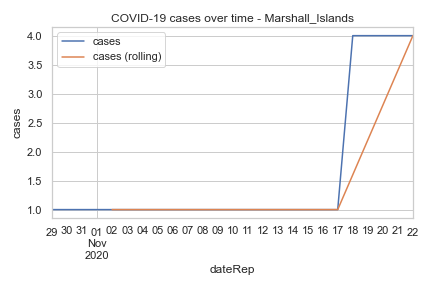 COVID-19 cases over time - Marshall_Islands
cases
cases (rolling)
cases
4.0
3.5
3.0
2.5
2.0
1.5
1.0
29 30 31 01 02 03 04 05 06 07 08 09 10 11 12 13 14 15 16 17 18 19 20 21 22
Nov
2020
dateRep